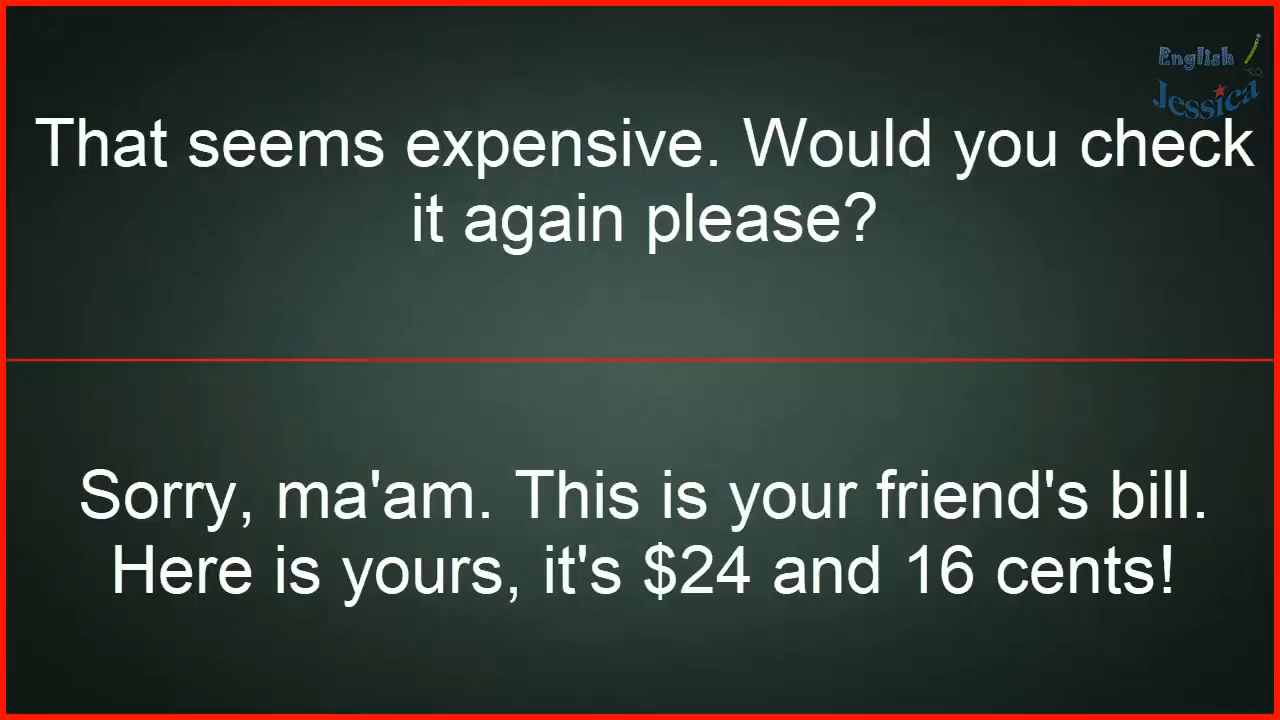 English
Jessica
That seems expensive. Would you check
it again please?
Sorry, ma'am. This is your friend's bill.
Here is yours, it's $24 and 16 cents!